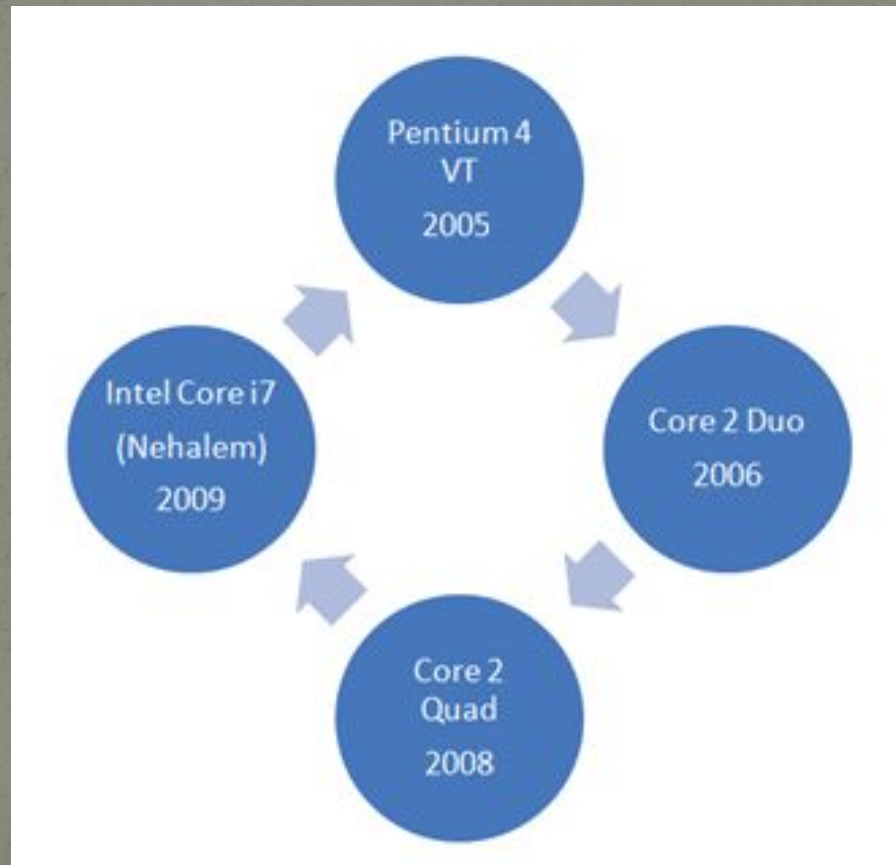 Pentium 4
VT
2005
Core 2 Duo
2006
Core 2
Quad
2008
Intel Core i7
(Nehalem)
2009